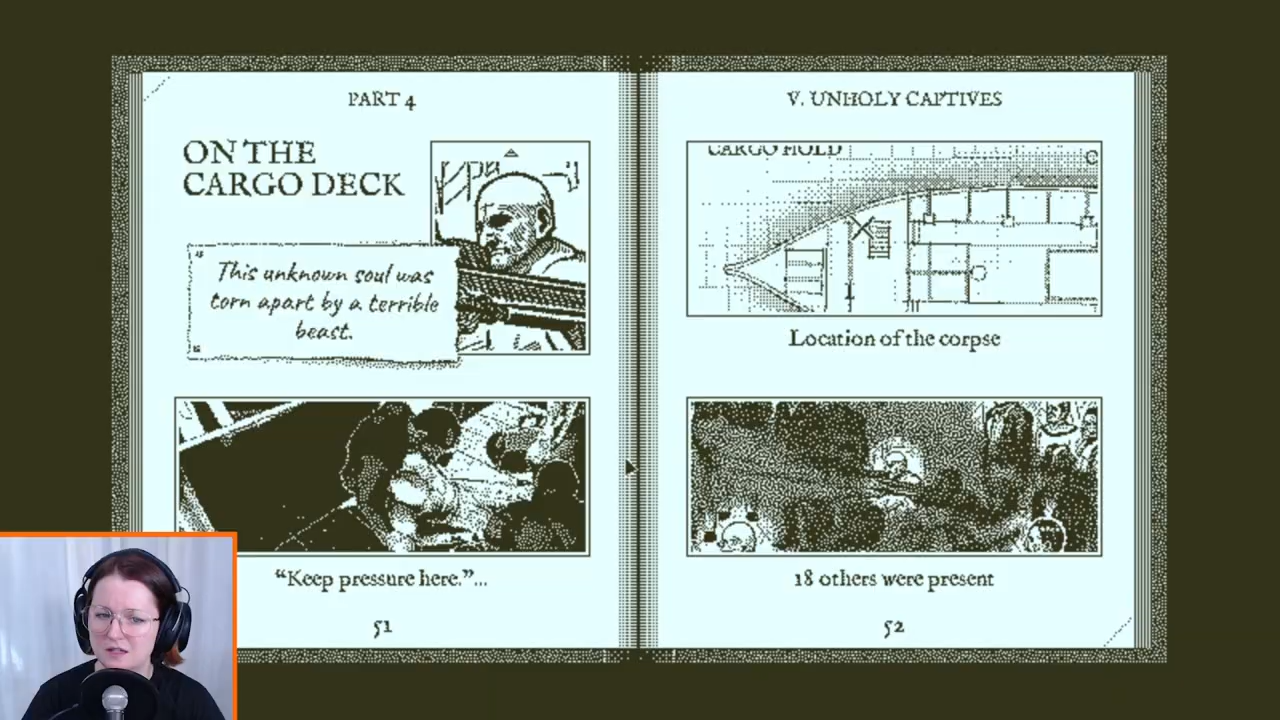 PART 4
ON THE
CARGO DECK
"This unknown soul was
torn apart by a terrible
beast."
"Keep pressure here."...
51
V. UNHOLY CAPTIVES
CARGO HOLD
Location of the corpse
18 others were present
52